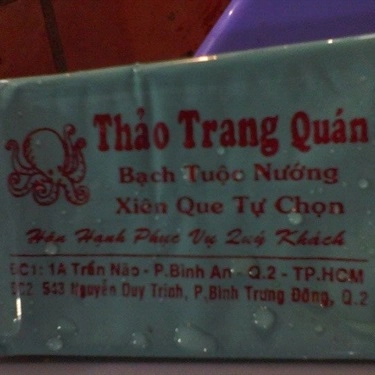 Thảo Trang Quán
Bạch Tuộc Nướng
Xiên Que Tự Chọn
Hân Hạnh Phục Vụ Quý Khách
ĐC1: 1A Trần Não - P.Bình An - Q.2 - TP.HCM
ĐC2: 543 Nguyễn Duy Trinh, P.Bình Trưng Đông, Q.2